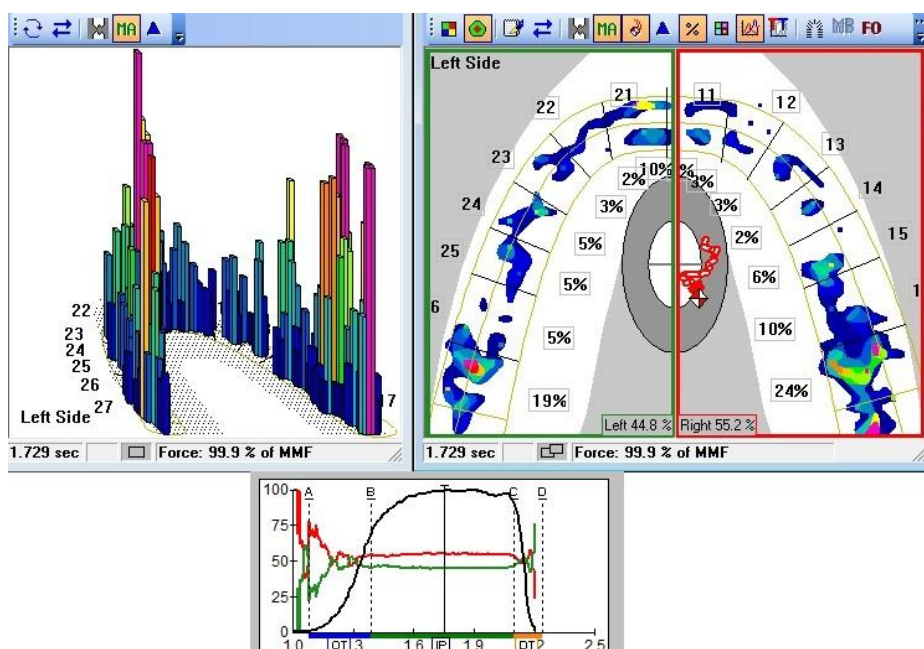 MA
MA % MB FO
Left Side
22 21 11 12
23 13
24 14
25 15
6 1
10% %
2% 3%
3% 3%
5% 2%
5% 6%
5% 10%
19% 24%
Left 44.8 % Right 55.2 %
22
23
24
25
26
27
17
Left Side
1.729 sec Force: 99.9 % of MMF
1.729 sec Force: 99.9 % of MMF
100
75
50
25
0
A B C D
1.0 OT .3 1.6 IP 1.9 DT 2 2.5